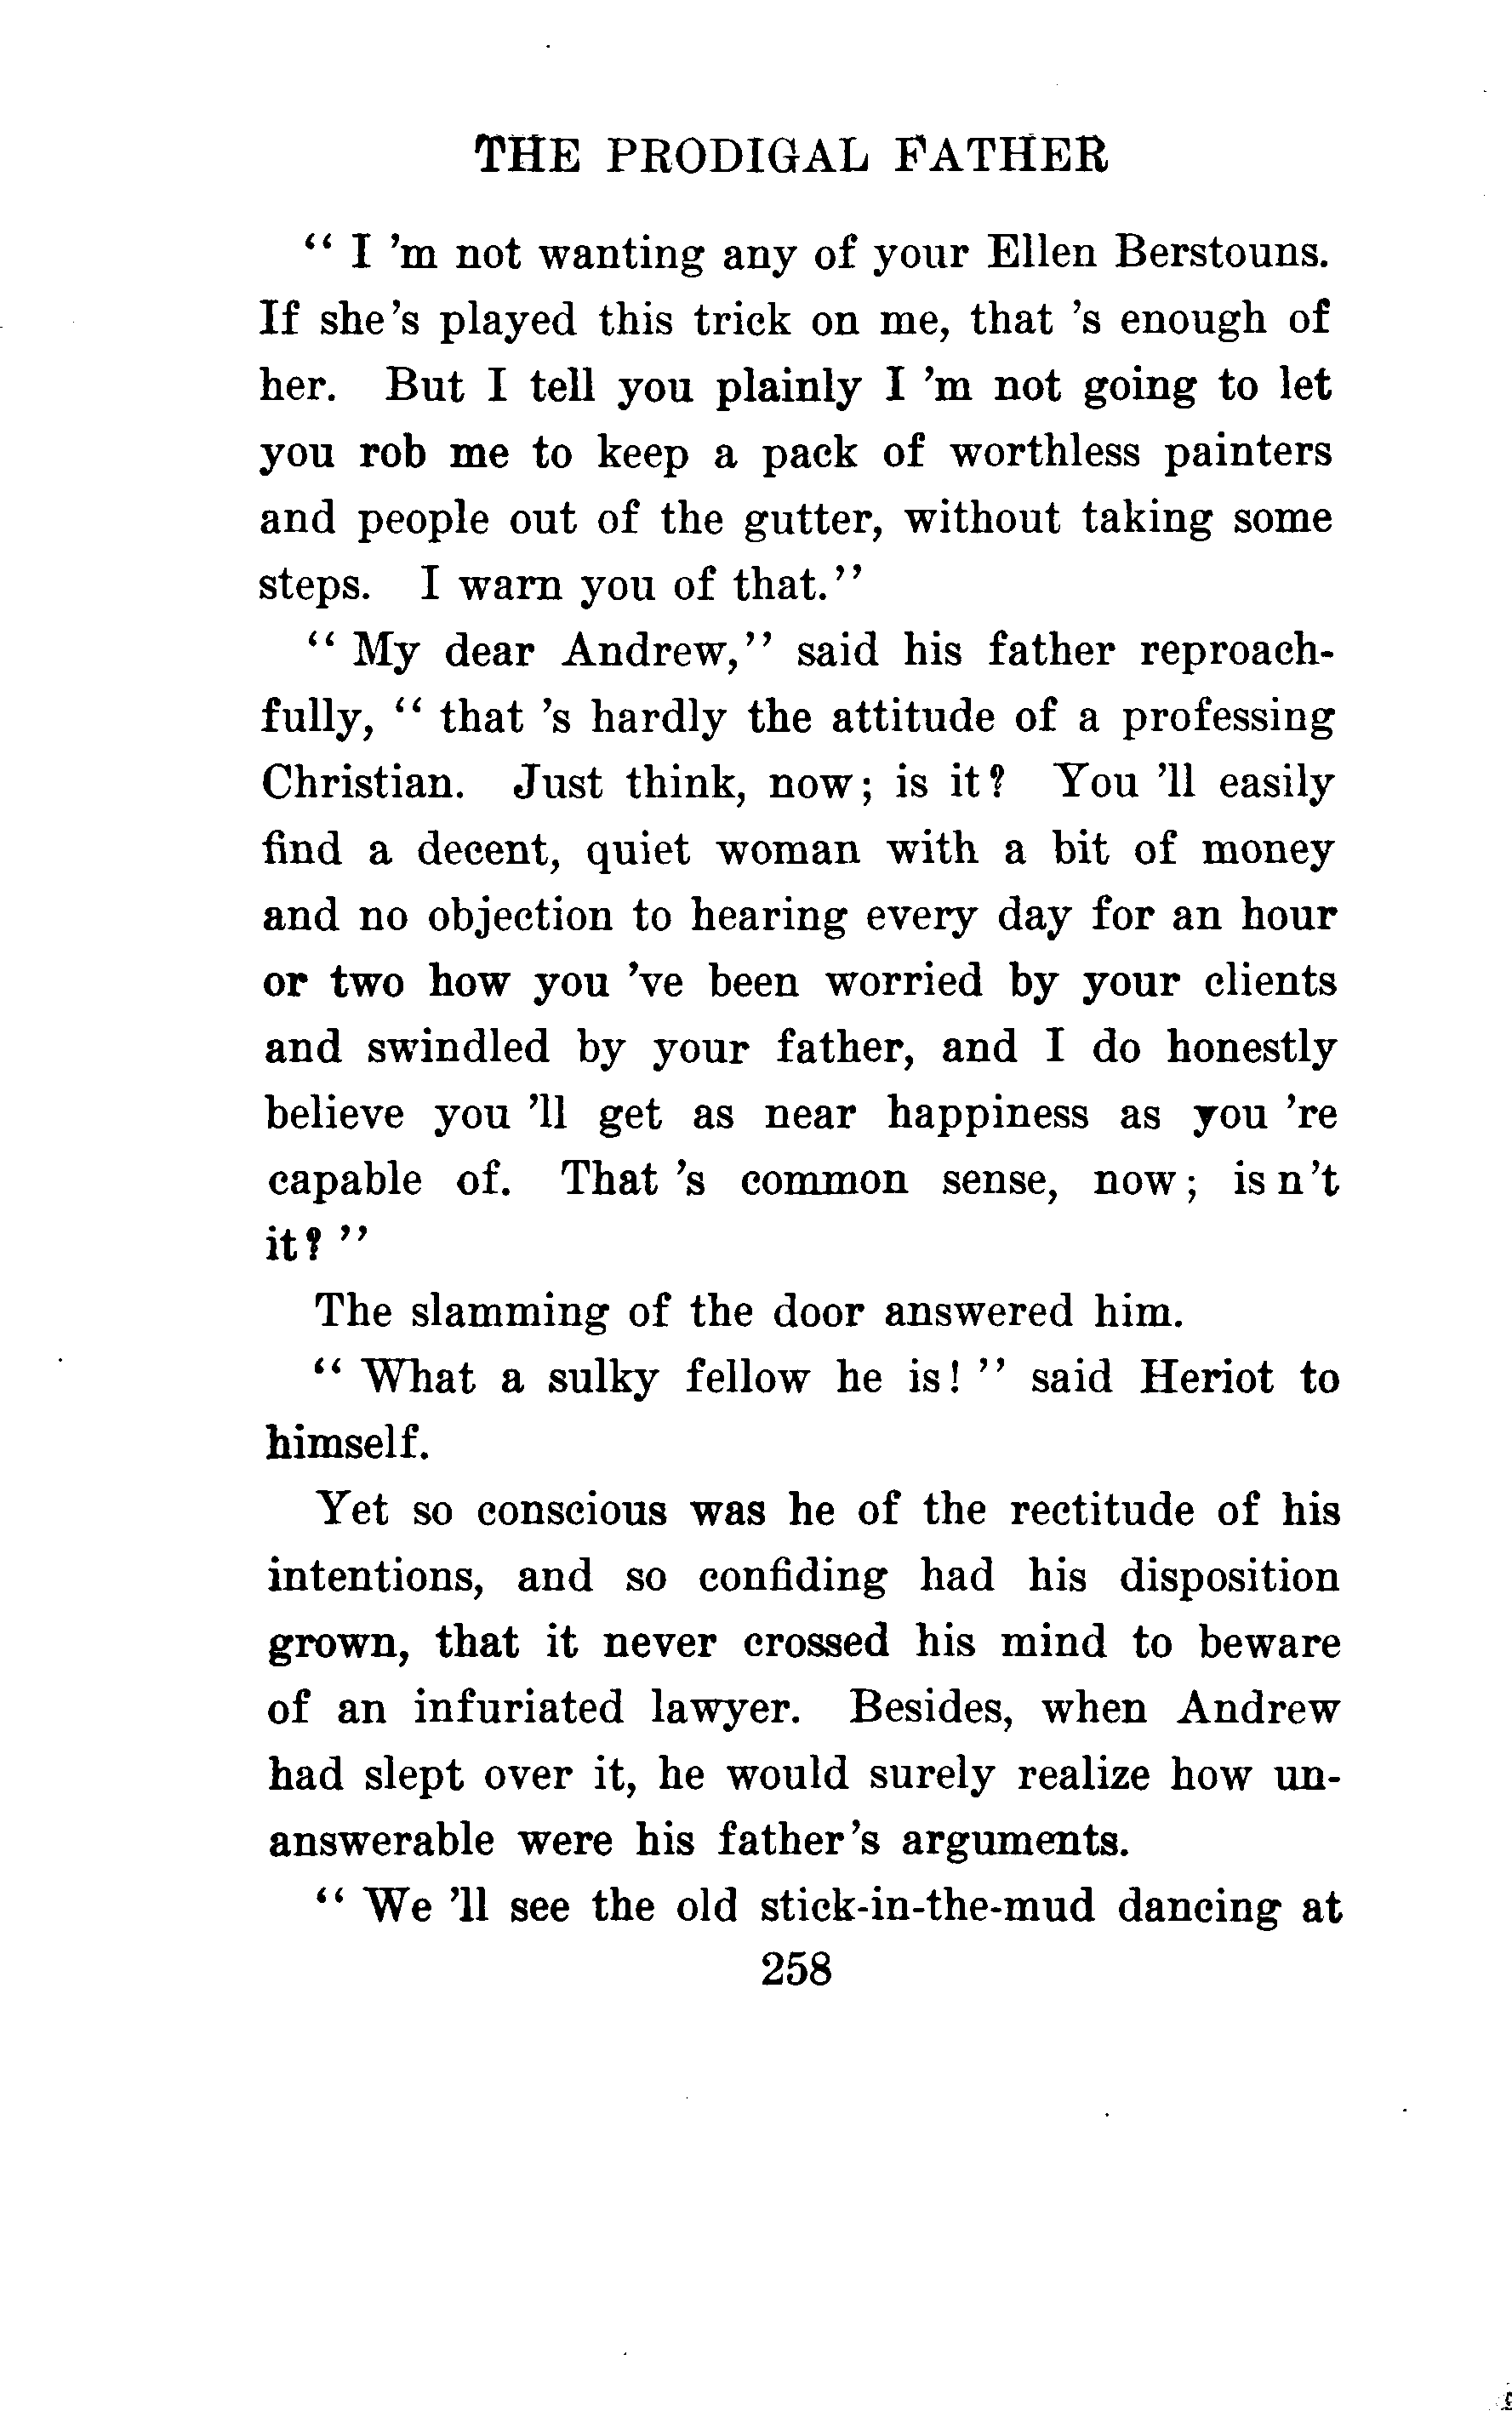 THE PRODIGAL FATHER
“ I ’m not wanting any of your Ellen Berstouns.
If she’s played this trick on me, that ’s enough of
her. But I tell you plainly I ’m not going to let
you rob me to keep a pack of worthless painters
and people out of the gutter, without taking some
steps. I warn you of that.”
“ My dear Andrew,” said his father reproach-
fully, “ that ’s hardly the attitude of a professing
Christian. Just think, now; is it? You ’ll easily
find a decent, quiet woman with a bit of money
and no objection to hearing every day for an hour
or two how you ’ve been worried by your clients
and swindled by your father, and I do honestly
believe you ’ll get as near happiness as you ’re
capable of. That ’s common sense, now; is n’t
it? ”
The slamming of the door answered him.
“ What a sulky fellow he is! ” said Heriot to
himself.
Yet so conscious was he of the rectitude of his
intentions, and so confiding had his disposition
grown, that it never crossed his mind to beware
of an infuriated lawyer. Besides, when Andrew
had slept over it, he would surely realize how un-
answerable were his father’s arguments.
“ We ’ll see the old stick-in-the-mud dancing at
258